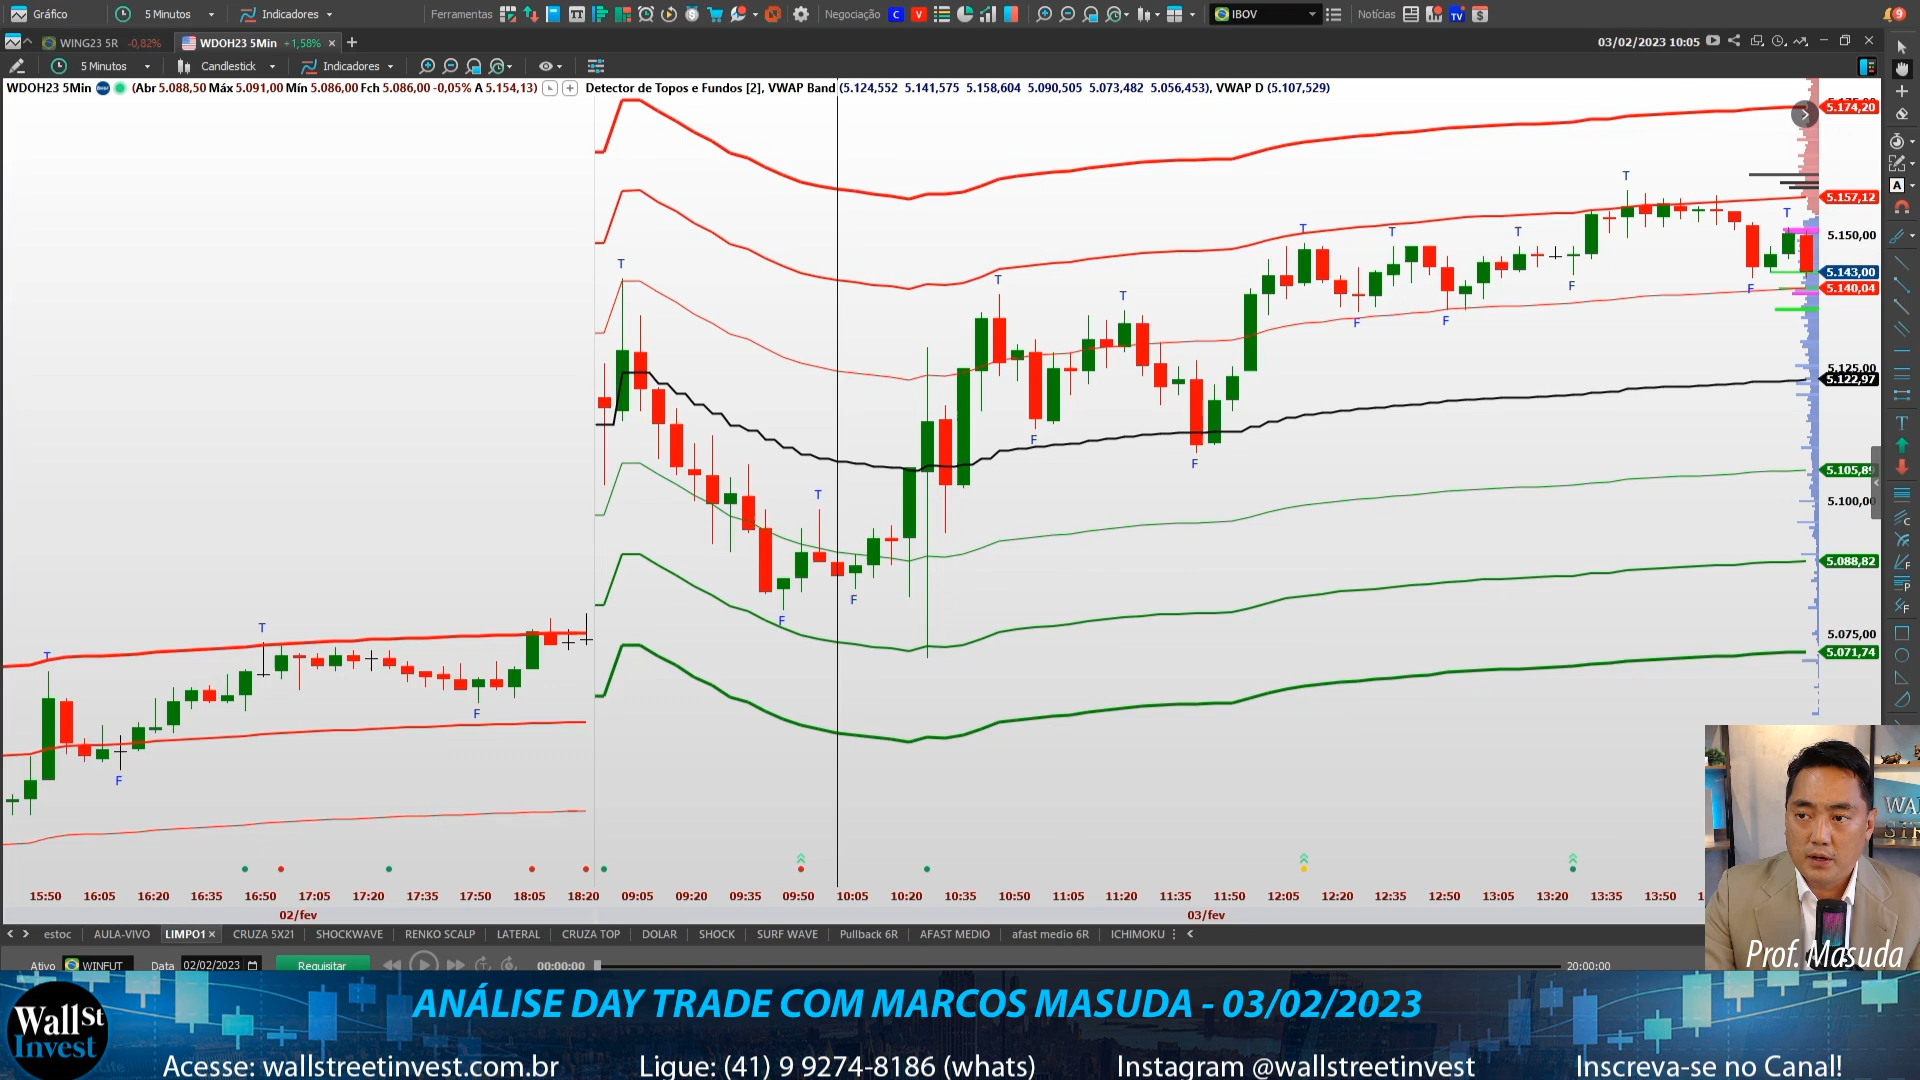 Gráfico
5 Minutos
Indicadores
Ferramentas
Negociação
IBOV
Notícias
9
WING23 5R -0,82%
WDOH23 5Min +1,58%
03/02/2023 10:05
5 Minutos
Candlestick
Indicadores
WDOH23 5Min (Abr 5.088,50 Máx 5.091,00 Mín 5.086,00 Fch 5.086,00 -0,05% A 5.154,13)
Detector de Topos e Fundos [2], VWAP Band (5.124,552 5.141,575 5.158,604 5.090,505 5.073,482 5.056,453), VWAP D (5.107,529)
5.174,20
5.157,12
5.150,00
5.143,00
5.140,04
5.125,00
5.122,97
5.105,89
5.100,00
5.088,82
5.075,00
5.071,74
T
T
T
T
T
T
T
T
T
T
T
F
F
F
F
F
F
F
F
F
F
15:50 16:05 16:20 16:35 16:50 17:05 17:20 17:35 17:50 18:05 18:20 09:05 09:20 09:35 09:50 10:05 10:20 10:35 10:50 11:05 11:20 11:35 11:50 12:05 12:20 12:35 12:50 13:05 13:20 13:35 13:50
02/fev
03/fev
estoc AULA-VIVO LIMPO1 CRUZA 5X21 SHOCKWAVE RENKO SCALP LATERAL CRUZA TOP DOLAR SHOCK SURF WAVE Pullback 6R AFAST MEDIO afast medio 6R ICHIMOKU
Ativo WINFUT Data 02/02/2023 Requisitar 00:00:00 20:00:00
Prof. Masuda
Wall St
Invest
ANÁLISE DAY TRADE COM MARCOS MASUDA - 03/02/2023
Acesse: wallstreetinvest.com.br
Ligue: (41) 9 9274-8186 (whats)
Instagram @wallstreetinvest
Inscreva-se no Canal!